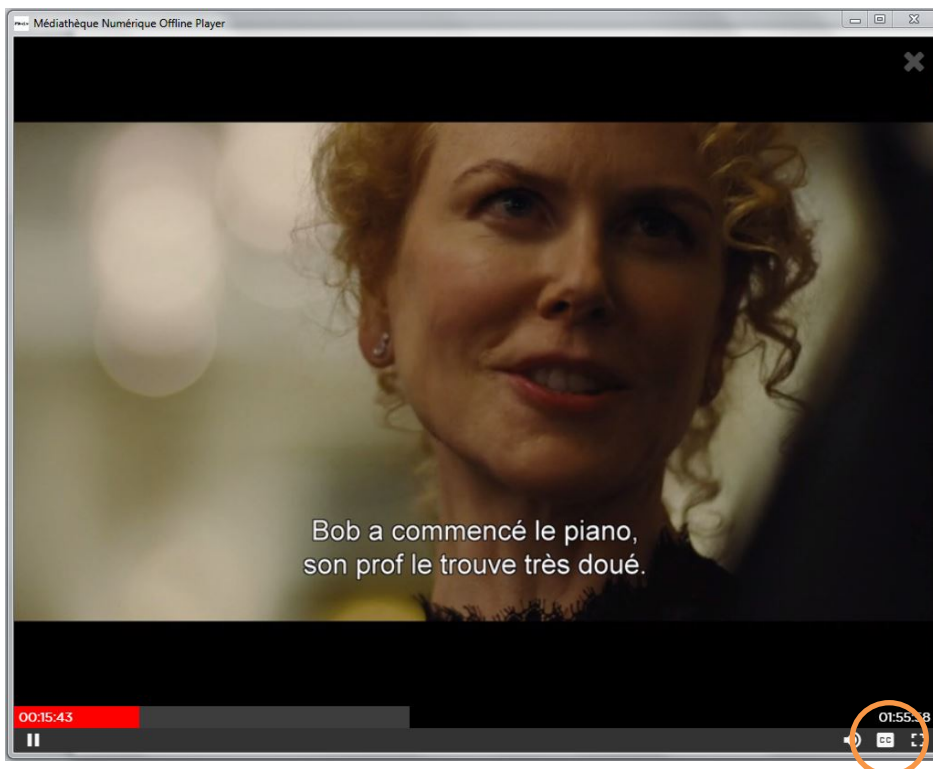 Médiathèque Numérique Offline Player
Bob a commencé le piano,
son prof le trouve très doué.
00:15:43
01:55:58
CC